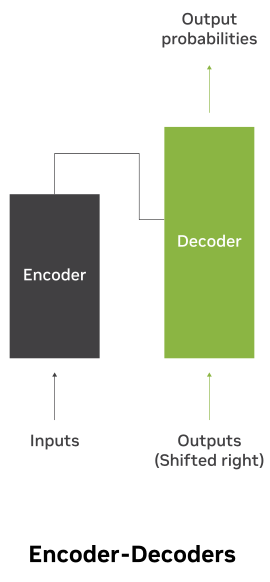 Output
probabilities
Decoder
Encoder
Inputs
Outputs
(Shifted right)
Encoder-Decoders